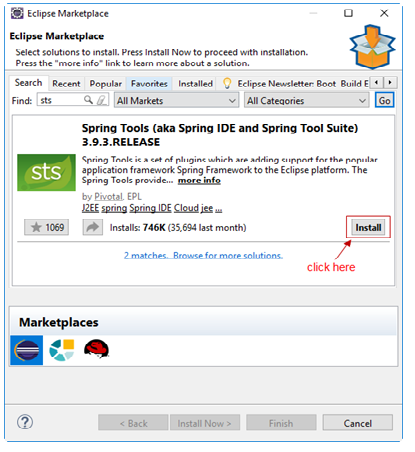 Eclipse Marketplace
Eclipse Marketplace
Select solutions to install. Press Install Now to proceed with installation.
Press the "more info" link to learn more about a solution.
Search Recent Popular Favorites Installed Eclipse Newsletter: Boot Build E
Find: sts All Markets All Categories Go
Spring Tools (aka Spring IDE and Spring Tool Suite)
3.9.3.RELEASE
Spring Tools is a set of plugins which are adding support for the popular
application framework Spring Framework to the Eclipse platform. The
Spring Tools provide... more info
sts
by Pivotal, EPL
J2EE spring Spring IDE Cloud jee ...
1069 Installs: 746K (35,694 last month) Install
2 matches. Browse for more solutions.
click here
Marketplaces
? < Back Install Now > Finish Cancel